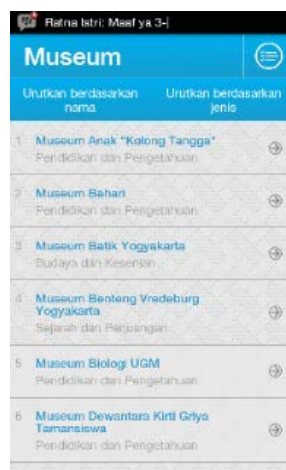 Ratna Istri: Maaf ya 3-|
Museum
Urutkan berdasarkan
nama
Urutkan berdasarkan
jenis
1 Museum Anak "Kolong Tangga"
Pendidikan dan Pengetahuan
2 Museum Bahari
Pendidikan dan Pengetahuan
3 Museum Batik Yogyakarta
Budaya dan Kesenian
4 Museum Benteng Vredeburg
Yogyakarta
Sejarah dan Perjuangan
5 Museum Biologi UGM
Pendidikan dan Pengetahuan
6 Museum Dewantara Kirti Griya
Tamansiswa
Pendidikan dan Pengetahuan